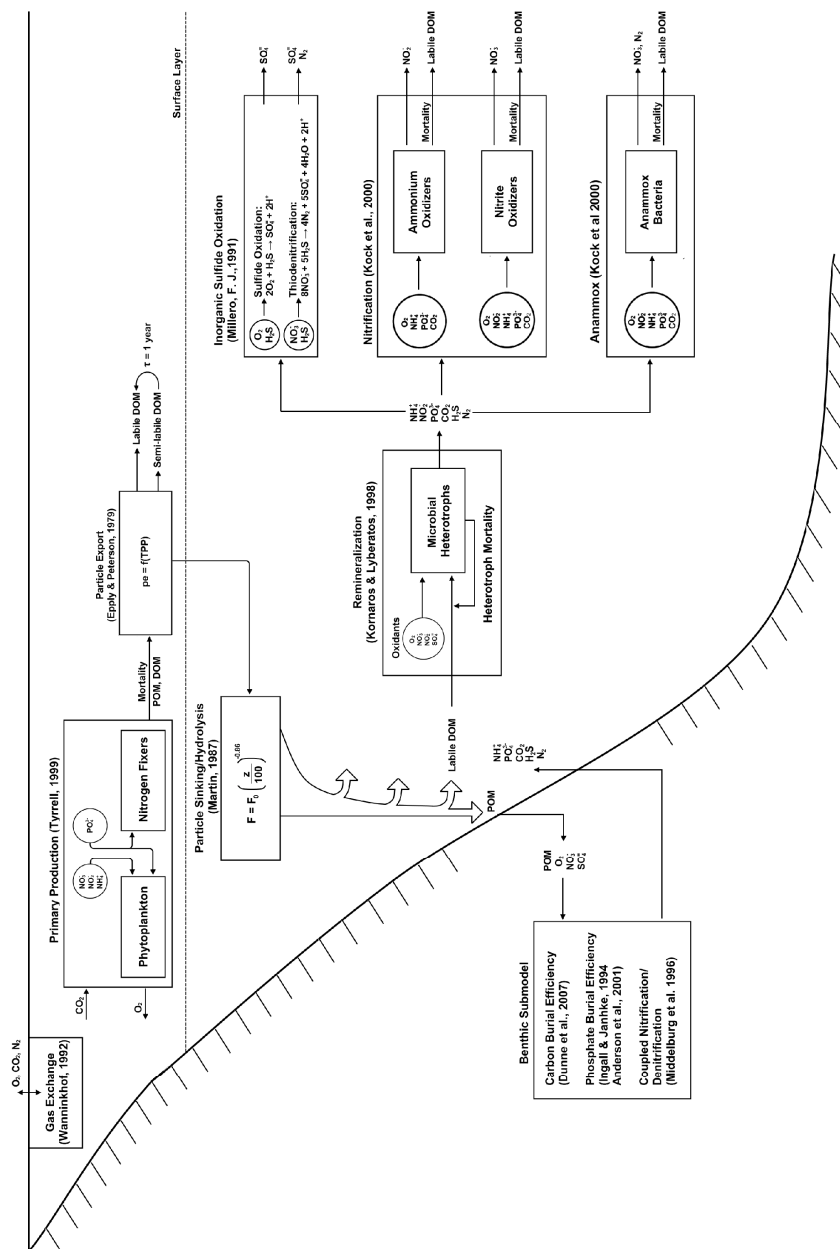 O₂, CO₂, N₂
Gas Exchange
(Wanninkhof, 1992)
Surface Layer
Primary Production (Tyrrell, 1999)
CO₂
O₂
NO₃⁻
NO₂⁻
NH₄⁺
PO₄³⁻
Phytoplankton
Nitrogen Fixers
Mortality
POM, DOM
Particle Export
(Epply & Peterson, 1979)
pe = f(TPP)
Labile DOM
Semi-labile DOM
τ = 1 year
Particle Sinking/Hydrolysis
(Martin, 1987)
F = F₀ (z/100)^-0.86
Labile DOM
POM
Remineralization
(Kornaros & Lyberatos, 1998)
Oxidants
O₂
NO₃⁻
NO₂⁻
SO₄⁼
Microbial
Heterotrophs
Heterotroph Mortality
NH₄⁺
NO₂⁻
PO₄³⁻
CO₂
H₂S
N₂
Inorganic Sulfide Oxidation
(Millero, F. J.,1991)
O₂
H₂S
Sulfide Oxidation:
2O₂ + H₂S → SO₄⁼ + 2H⁺
SO₄⁼
NO₃⁻
H₂S
Thiodenitrification:
8NO₃⁻ + 5H₂S → 4N₂ + 5SO₄⁼ + 4H₂O + 2H⁺
SO₄⁼
N₂
Nitrification (Kock et al., 2000)
O₂
NH₄⁺
PO₄³⁻
CO₂
Ammonium
Oxidizers
NO₂⁻
Mortality
Labile DOM
O₂
NO₂⁻
NH₄⁺
PO₄³⁻
CO₂
Nitrite
Oxidizers
NO₃⁻
Mortality
Labile DOM
Anammox (Kock et al 2000)
O₂
NO₂⁻
NH₄⁺
PO₄³⁻
CO₂
Anammox
Bacteria
NO₃⁻, N₂
Mortality
Labile DOM
NH₄⁺
PO₄³⁻
CO₂
H₂S
N₂
POM
O₂
NO₃⁻
SO₄⁼
Benthic Submodel
Carbon Burial Efficiency
(Dunne et al., 2007)
Phosphate Burial Efficiency
(Ingall & Janhke, 1994
Anderson et al., 2001)
Coupled Nitrification/
Denitrification
(Middelburg et al. 1996)